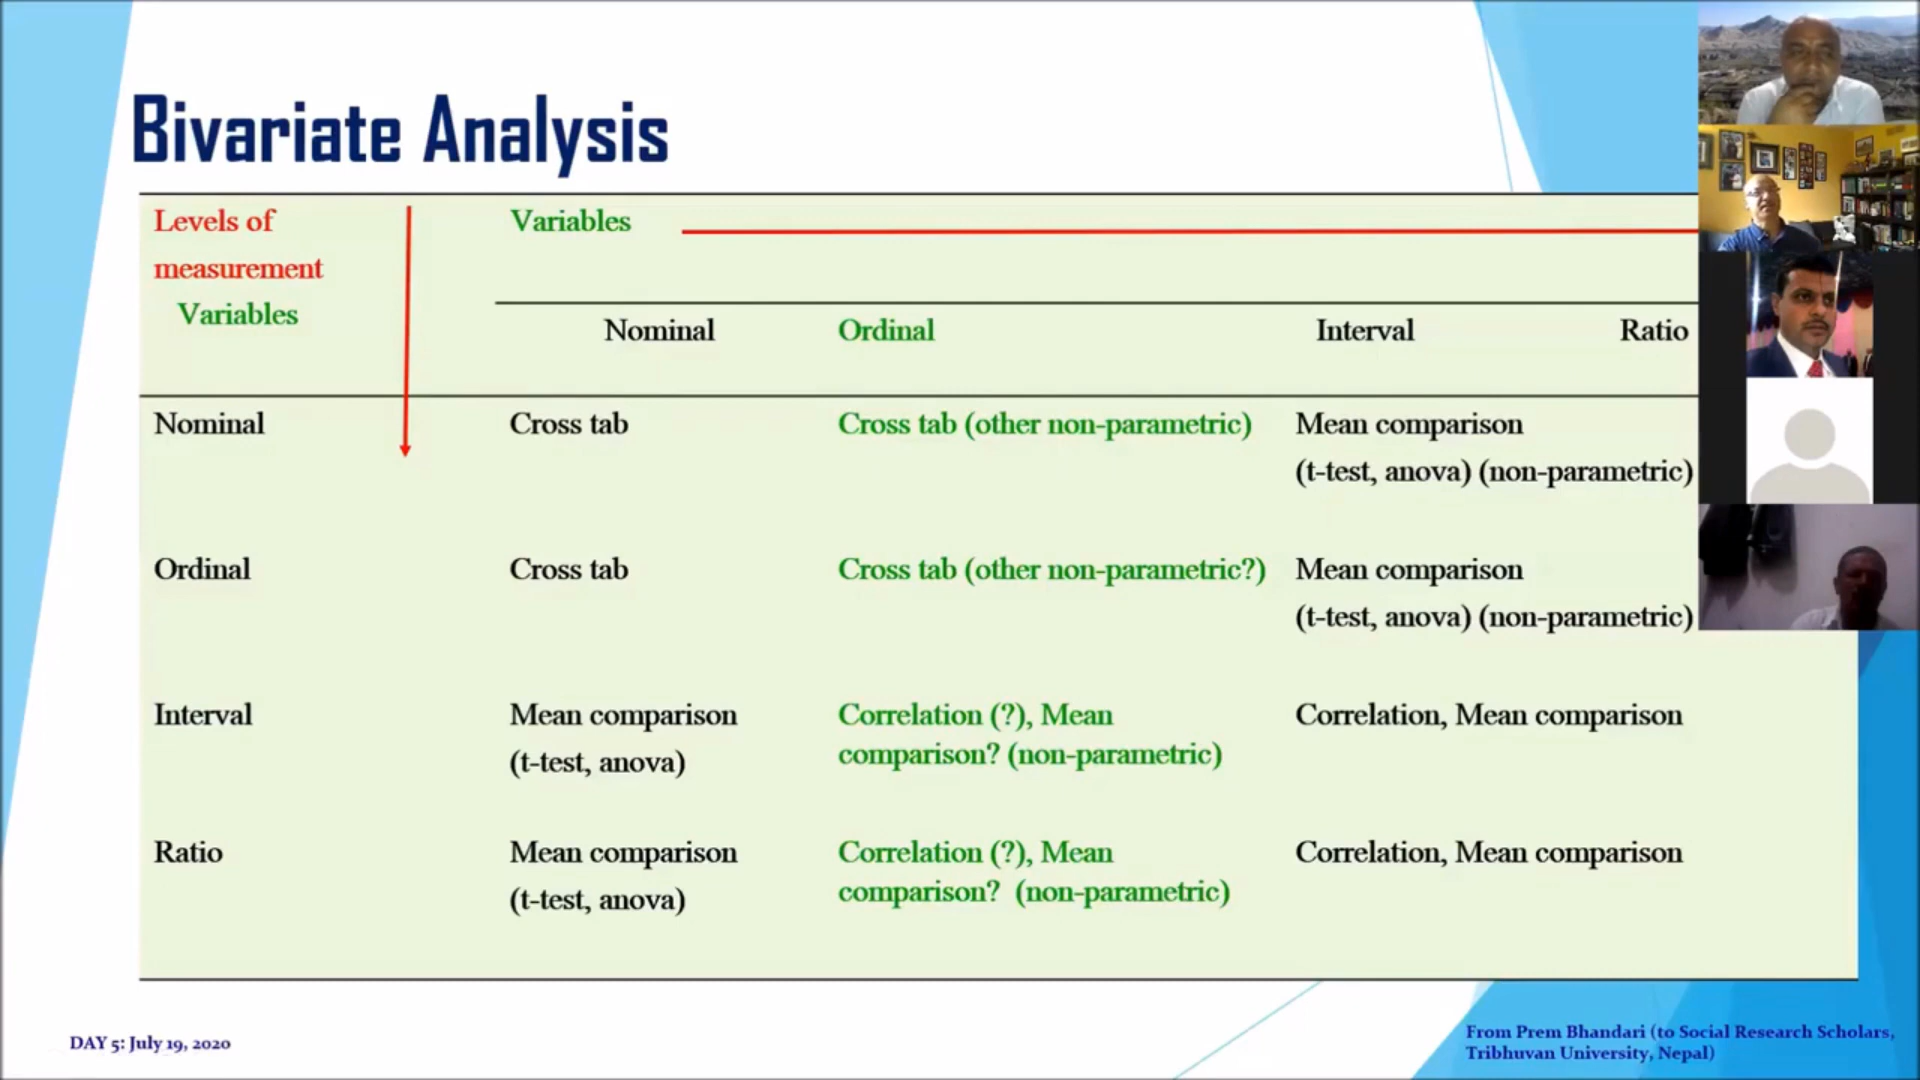 Bivariate Analysis
Levels of
measurement
Variables
Variables
Nominal Ordinal Interval Ratio
Nominal Cross tab Cross tab (other non-parametric) Mean comparison
(t-test, anova) (non-parametric)
Ordinal Cross tab Cross tab (other non-parametric?) Mean comparison
(t-test, anova) (non-parametric)
Interval Mean comparison Correlation (?), Mean Correlation, Mean comparison
(t-test, anova) comparison? (non-parametric)
Ratio Mean comparison Correlation (?), Mean Correlation, Mean comparison
(t-test, anova) comparison? (non-parametric)
DAY 5: July 19, 2020
From Prem Bhandari (to Social Research Scholars,
Tribhuvan University, Nepal)